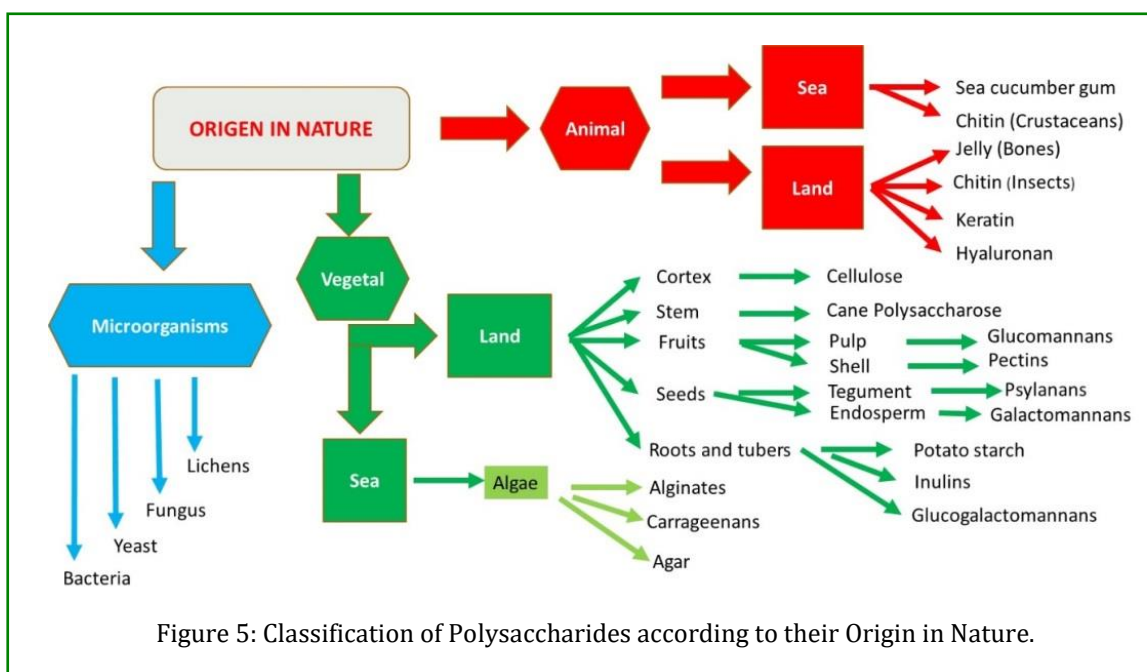 ORIGEN IN NATURE
Animal
Sea
Sea cucumber gum
Chitin (Crustaceans)
Land
Jelly (Bones)
Chitin (Insects)
Keratin
Hyaluronan
Vegetal
Land
Cortex
Cellulose
Stem
Cane Polysaccharose
Fruits
Pulp
Glucomannans
Shell
Pectins
Seeds
Tegument
Psylanans
Endosperm
Galactomannans
Roots and tubers
Potato starch
Inulins
Glucogalactomannans
Sea
Algae
Alginates
Carrageenans
Agar
Microorganisms
Lichens
Fungus
Yeast
Bacteria
Figure 5: Classification of Polysaccharides according to their Origin in Nature.